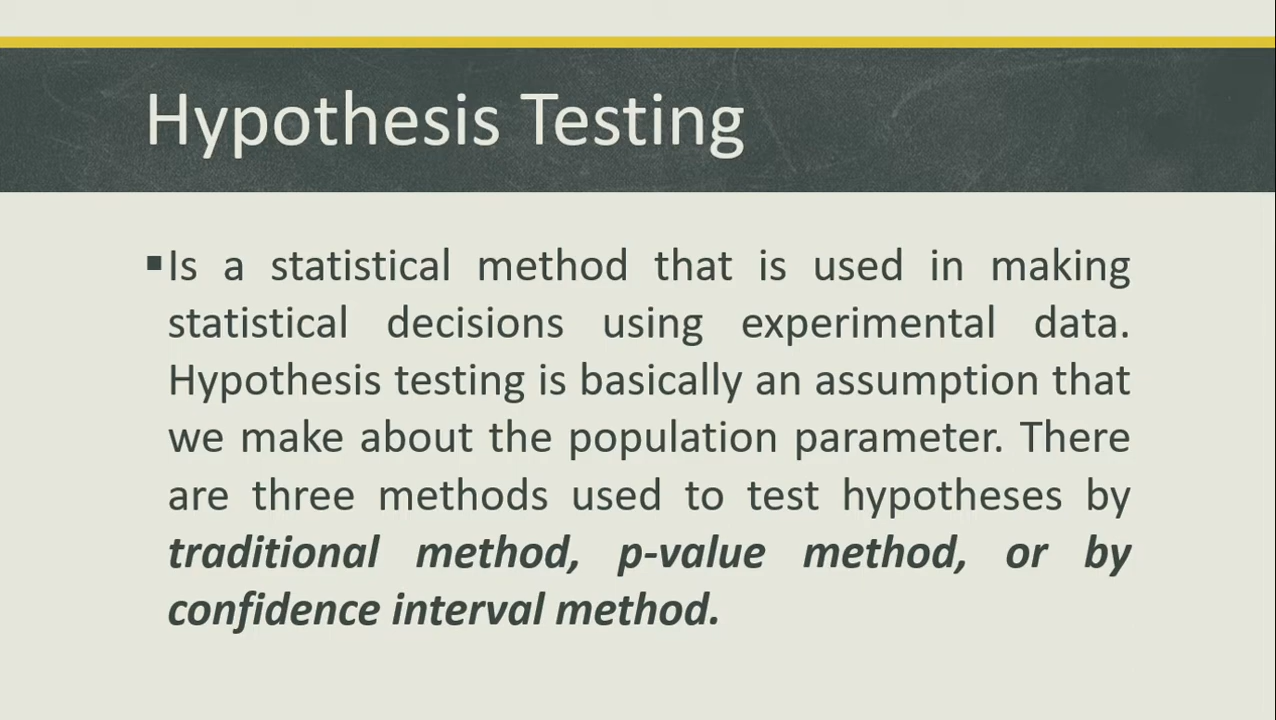 Hypothesis Testing
▪Is a statistical method that is used in making
statistical decisions using experimental data.
Hypothesis testing is basically an assumption that
we make about the population parameter. There
are three methods used to test hypotheses by
traditional method, p-value method, or by
confidence interval method.